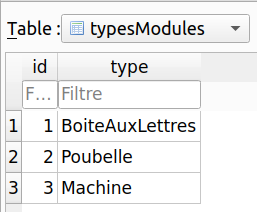 Table : typesModules
id type
F… Filtre
1 1 BoiteAuxLettres
2 2 Poubelle
3 3 Machine